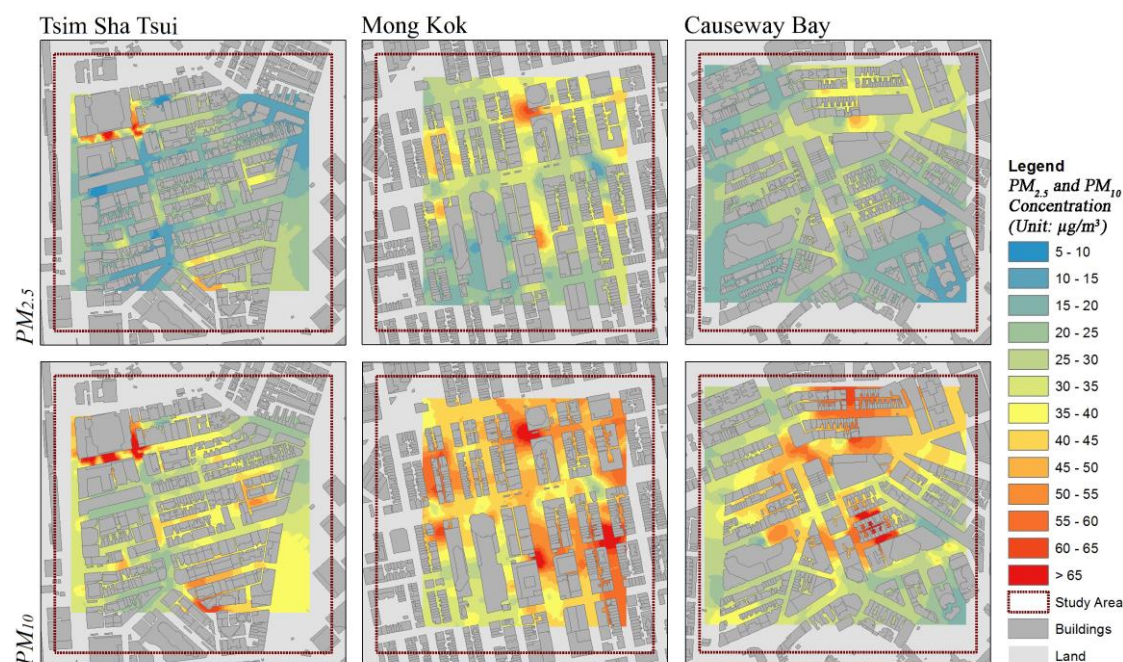 Tsim Sha Tsui
Mong Kok
Causeway Bay
PM2.5
PM10
Legend
PM2.5 and PM10
Concentration
(Unit: µg/m³)
5 - 10
10 - 15
15 - 20
20 - 25
25 - 30
30 - 35
35 - 40
40 - 45
45 - 50
50 - 55
55 - 60
60 - 65
> 65
Study Area
Buildings
Land